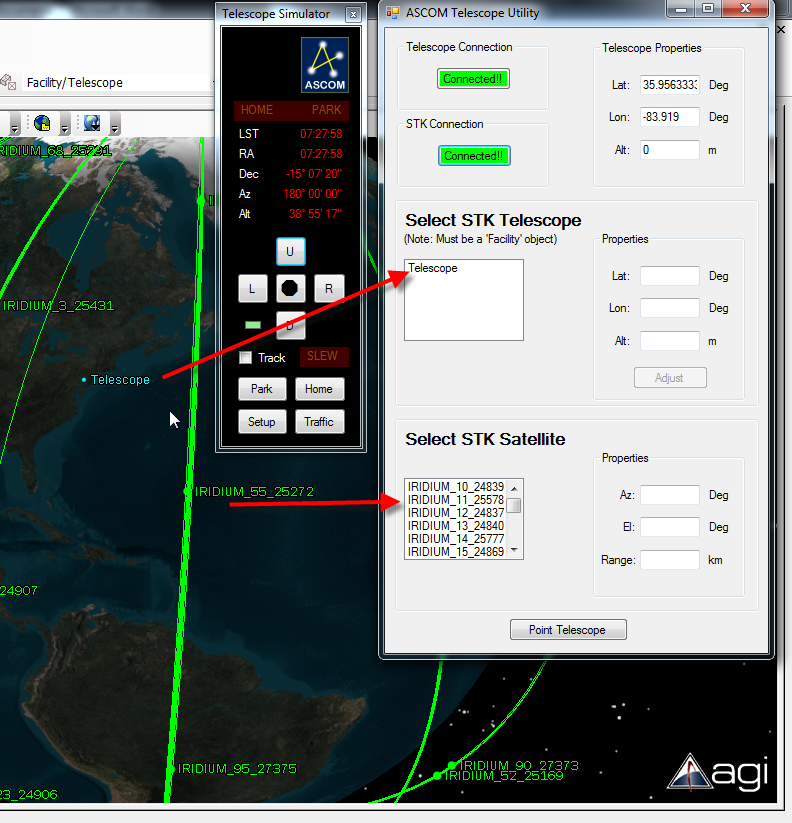 Facility/Telescope
IRIDIUM_68_25291
IRIDIUM_3_25431
Telescope
IRIDIUM_55_25272
24907
IRIDIUM_95_27375
IRIDIUM_90_27373
IRIDIUM_52_25169
23_24906
agi
Telescope Simulator
ASCOM
HOME PARK
LST 07:27:58
RA 07:27:58
Dec -15° 07' 20"
Az 180° 00' 00"
Alt 38° 55' 17"
U
L R
D
Track SLEW
Park Home
Setup Traffic
ASCOM Telescope Utility
Telescope Connection
Connected!!
STK Connection
Connected!!
Telescope Properties
Lat: 35.9563333 Deg
Lon: -83.919 Deg
Alt: 0 m
Select STK Telescope
(Note: Must be a 'Facility' object)
Telescope
Properties
Lat: Deg
Lon: Deg
Alt: m
Adjust
Select STK Satellite
IRIDIUM_10_24839
IRIDIUM_11_25578
IRIDIUM_12_24837
IRIDIUM_13_24840
IRIDIUM_14_25777
IRIDIUM_15_24869
Properties
Az: Deg
El: Deg
Range: km
Point Telescope